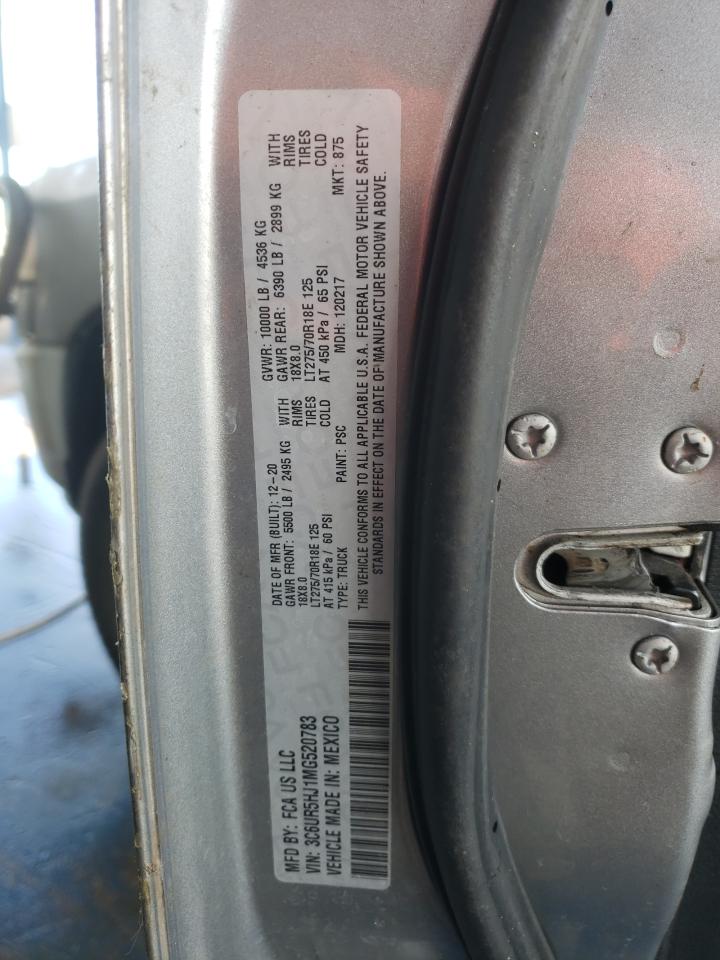 MFD BY: FCA US LLC
VIN: 3C6UR5HJ1MG520783
VEHICLE MADE IN: MEXICO
DATE OF MFR (BUILT): 12-20 GVWR: 10000 LB / 4536 KG
GAWR FRONT: 5500 LB / 2495 KG WITH GAWR REAR: 6390 LB / 2899 KG WITH
18X8.0 RIMS 18X8.0 RIMS
LT275/70R18E 125 TIRES LT275/70R18E 125 TIRES
AT 415 kPa / 60 PSI COLD AT 450 kPa / 65 PSI COLD
TYPE: TRUCK PAINT: PSC MDH: 120217 MKT: 875
THIS VEHICLE CONFORMS TO ALL APPLICABLE U.S.A. FEDERAL MOTOR VEHICLE SAFETY
STANDARDS IN EFFECT ON THE DATE OF MANUFACTURE SHOWN ABOVE.